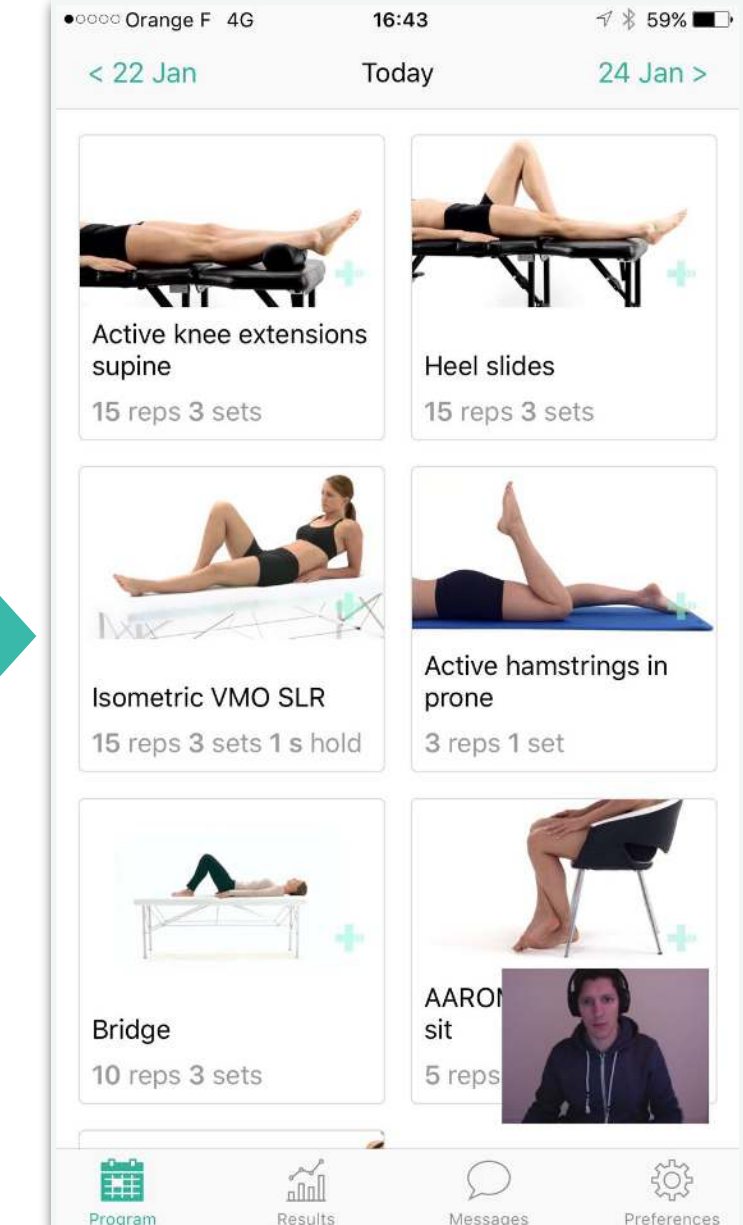 Orange F 4G 16:43 59%
< 22 Jan Today 24 Jan >
Active knee extensions
supine
15 reps 3 sets
Heel slides
15 reps 3 sets
Isometric VMO SLR
15 reps 3 sets 1 s hold
Active hamstrings in
prone
3 reps 1 set
Bridge
10 reps 3 sets
sit
5 reps
Program Results Messages Preferences